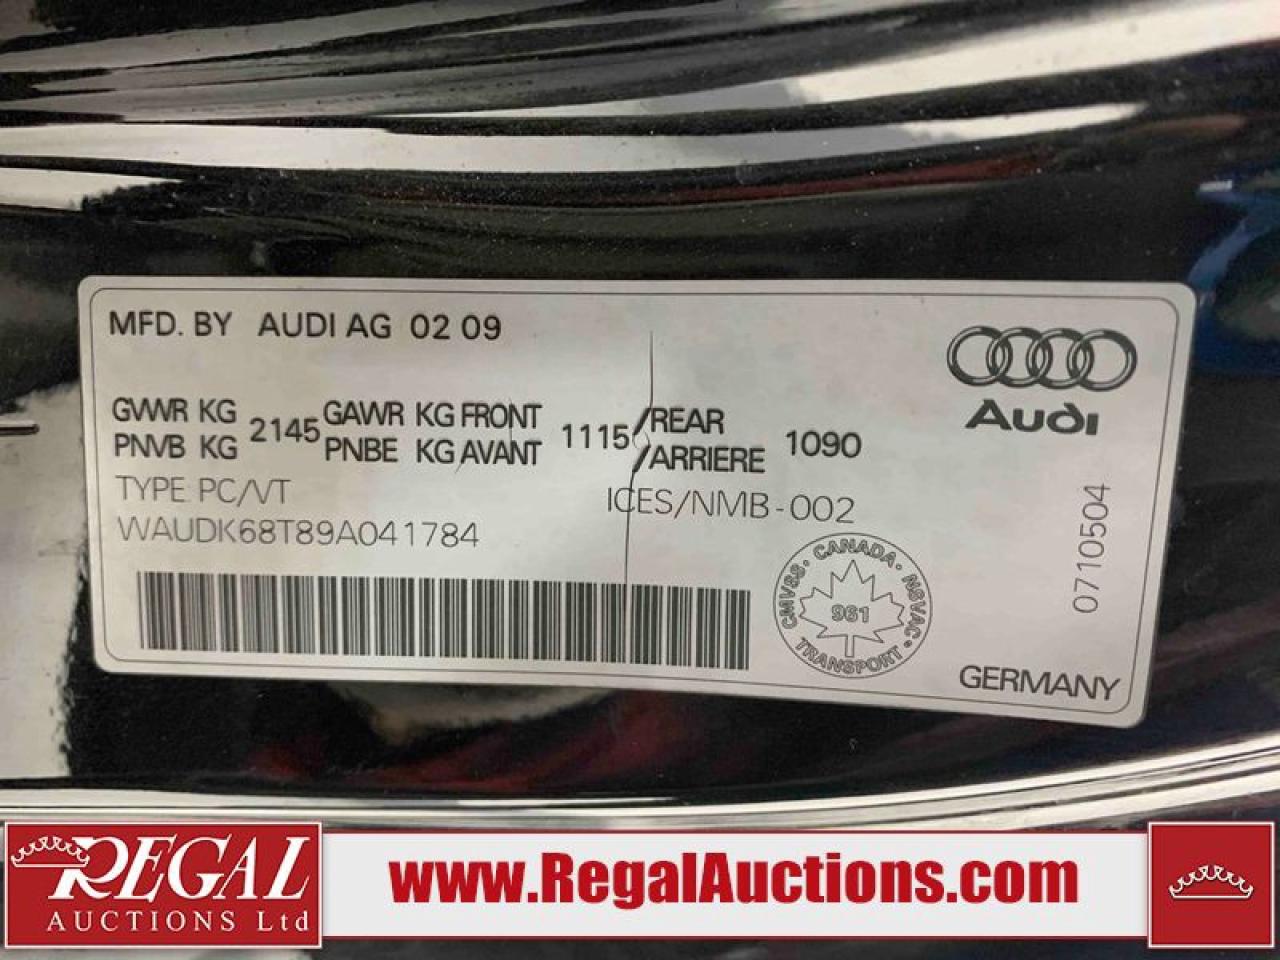 MFD. BY AUDI AG 02 09
Audi
GVWR KG 2145 GAWR KG FRONT 1115 /REAR 1090
PNVB KG PNBE KG AVANT /ARRIERE
TYPE PC/VT ICES/NMB-002
WAUDK68T89A041784
CMVSS · CANADA · NSVAC · TRANSPORT ·
961
0710504
GERMANY
REGAL
AUCTIONS Ltd
www.RegalAuctions.com